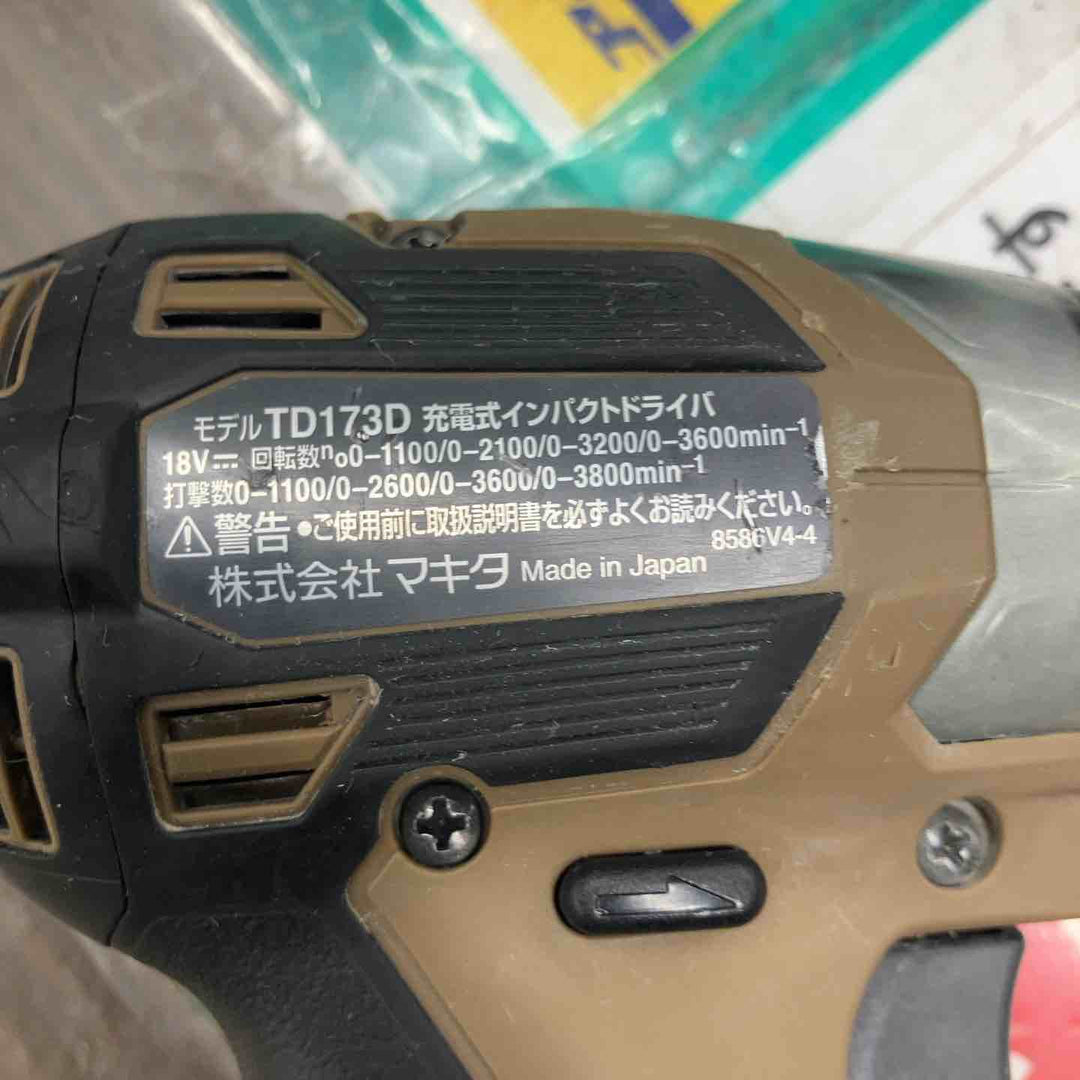 モデルTD173D 充電式インパクトドライバ
18V⎓ 回転数n₀0-1100/0-2100/0-3200/0-3600min⁻¹
打撃数0-1100/0-2600/0-3600/0-3800min⁻¹
⚠警告 •ご使用前に取扱説明書を必ずよくお読みください。
8586V4-4
株式会社 マキタ Made in Japan
す